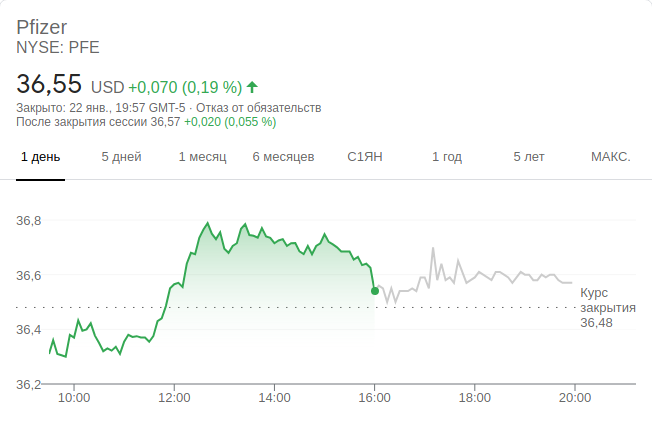 Pfizer
NYSE: PFE
36,55 USD +0,070 (0,19 %)
Закрыто: 22 янв., 19:57 GMT-5 · Отказ от обязательств
После закрытия сессии 36,57 +0,020 (0,055 %)
1 день 5 дней 1 месяц 6 месяцев С1ЯН 1 год 5 лет МАКС.
36,8
36,6
Курс
закрытия
36,48
36,4
36,2
10:00 12:00 14:00 16:00 18:00 20:00